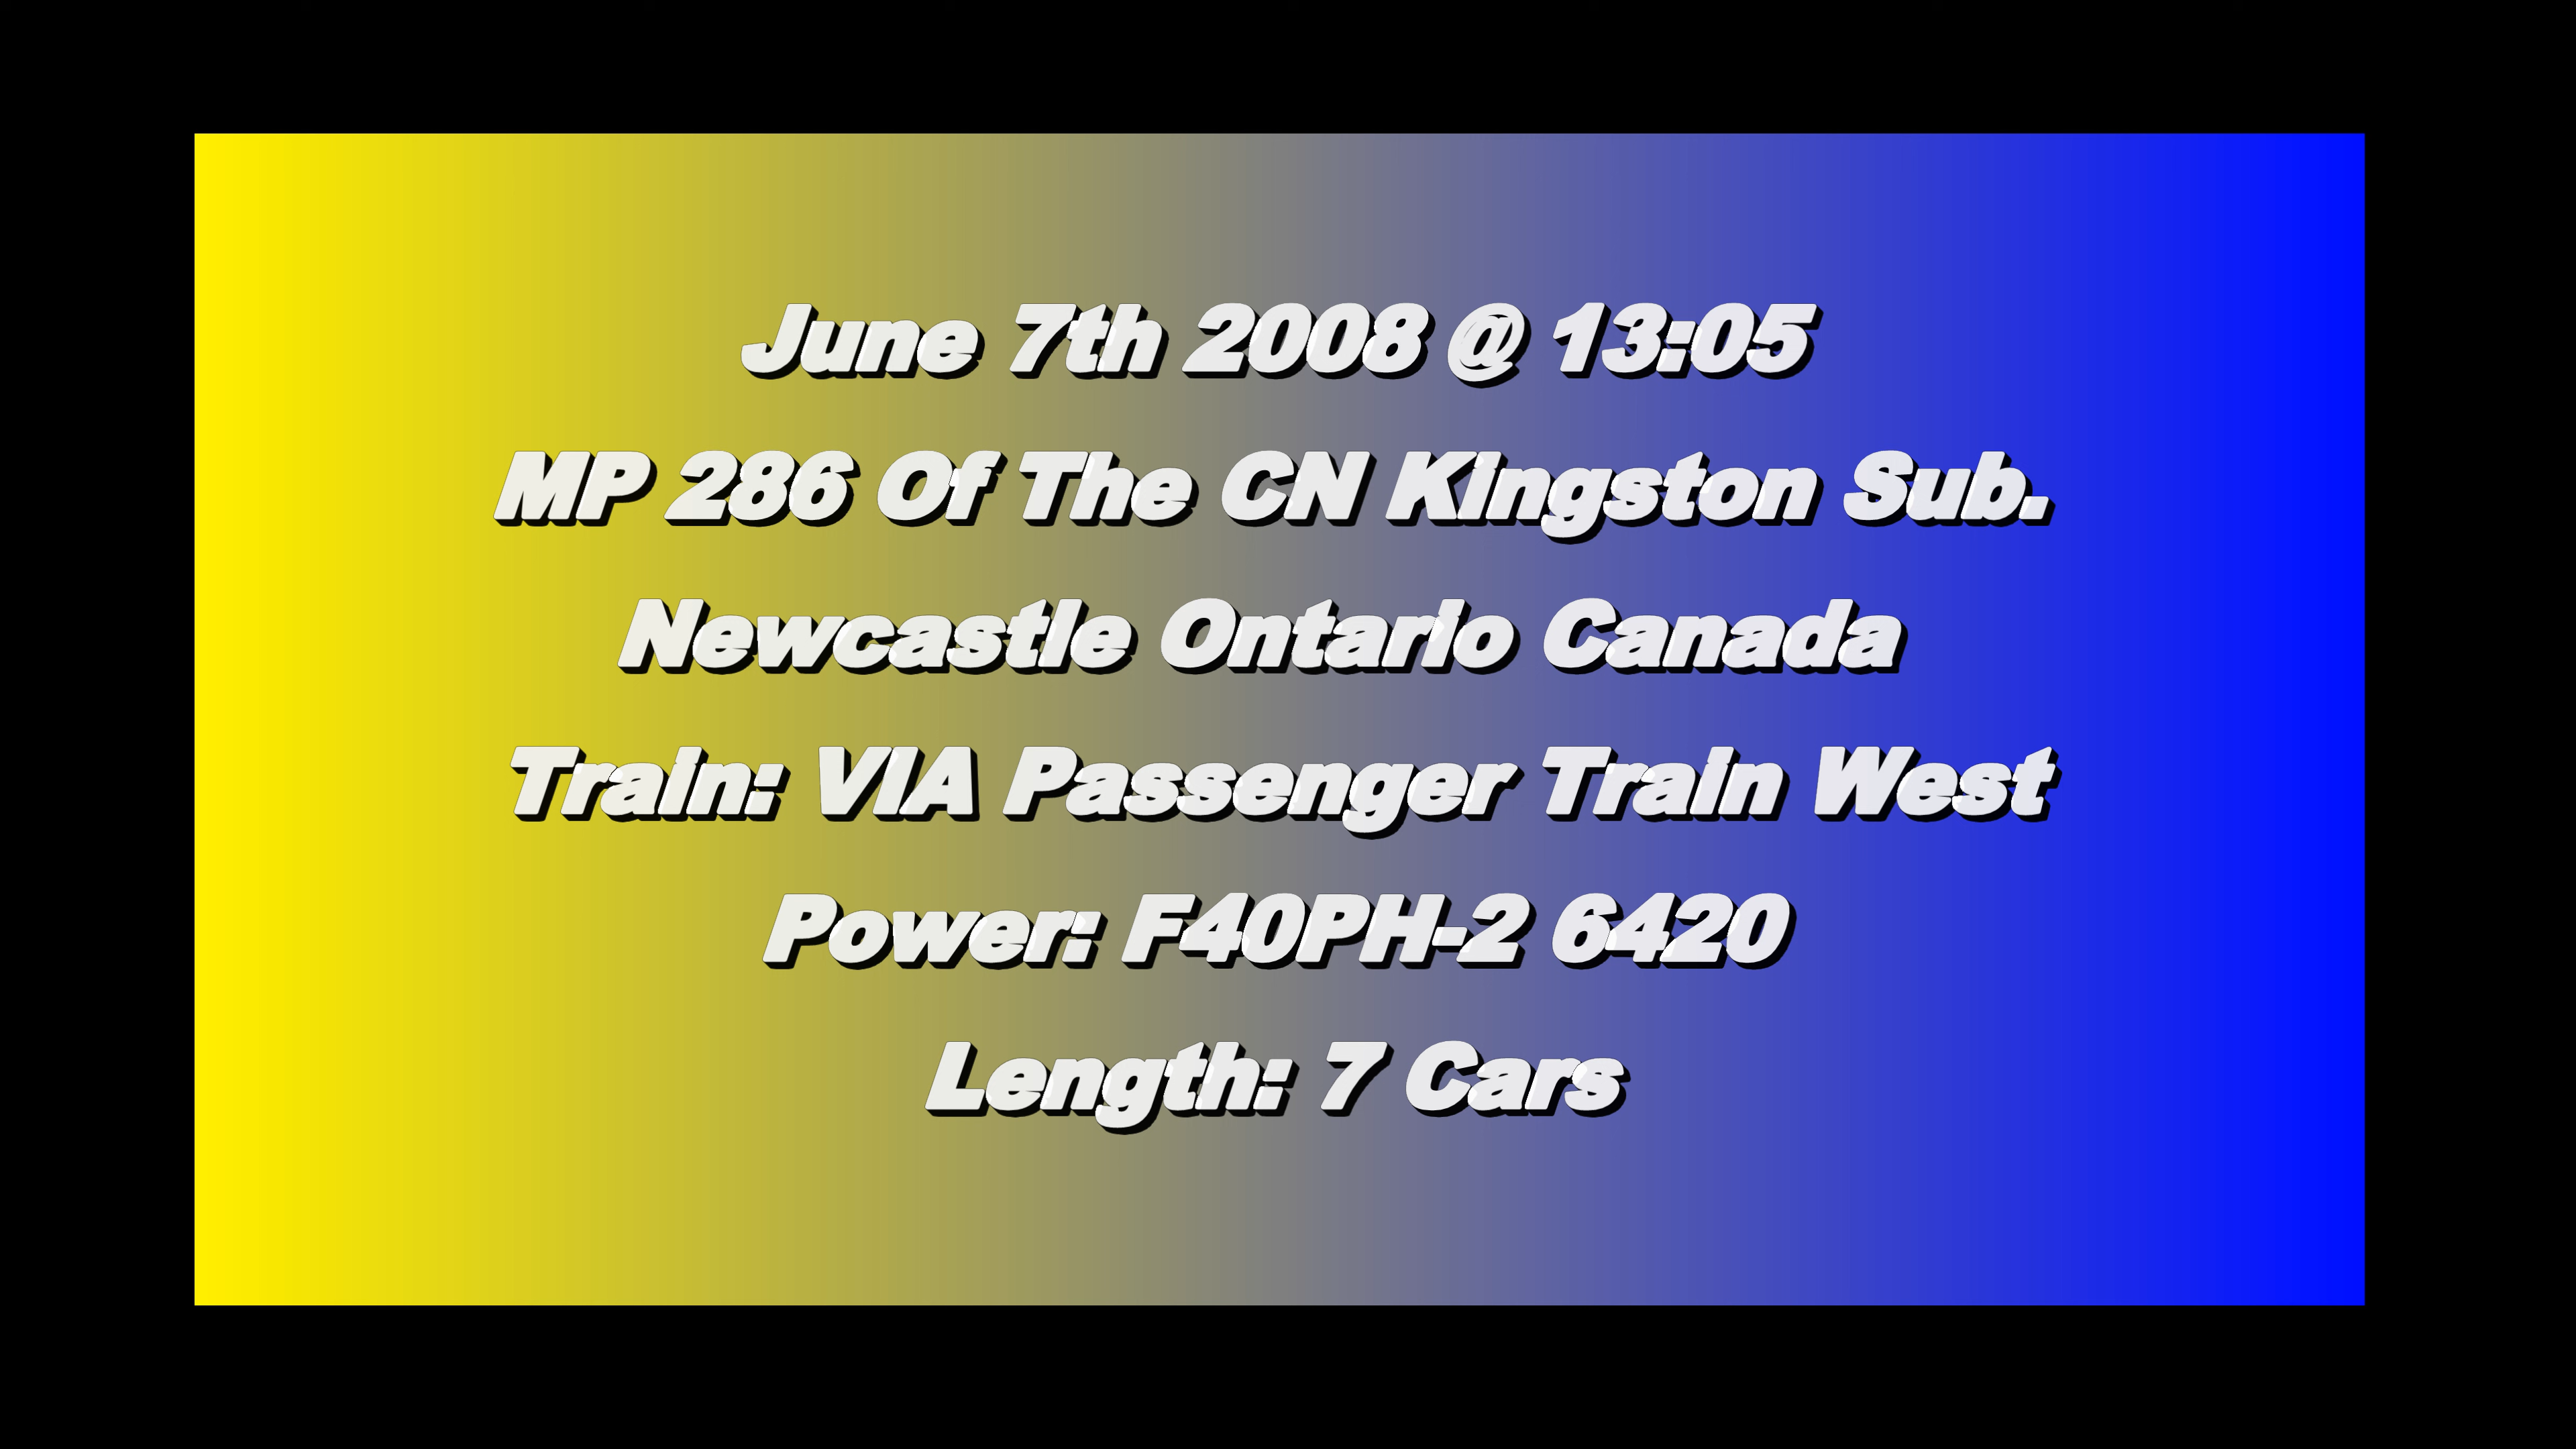 June 7th 2008 @ 13:05
MP 286 Of The CN Kingston Sub.
Newcastle Ontario Canada
Train: VIA Passenger Train West
Power: F40PH-2 6420
Length: 7 Cars